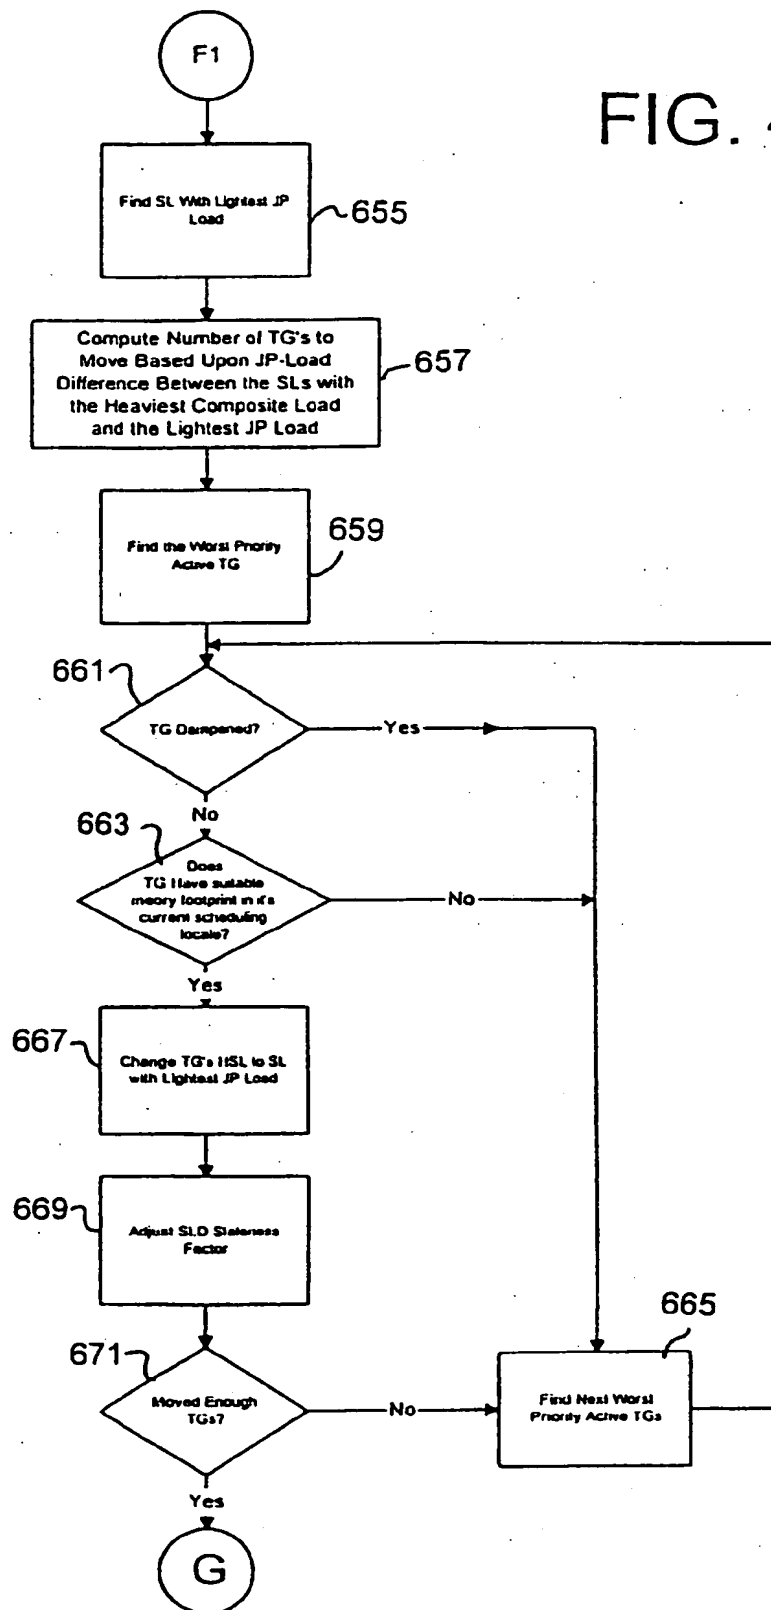 F1
FIG. 4
Find SL With Lightest JP
Load
655
Compute Number of TG's to
Move Based Upon JP-Load
Difference Between the SLs with
the Heaviest Composite Load
and the Lightest JP Load
657
Find the Worst Priority
Active TG
659
661
TG Dampened?
Yes
No
663
Does
TG Have suitable
meory footprint in it's
current scheduling
locale?
No
Yes
667
Change TG's HSL to SL
with Lightest JP Load
669
Adjust SLD Staleness
Factor
665
671
Moved Enough
TGs?
No
Find Next Worst
Priority Active TGs
Yes
G